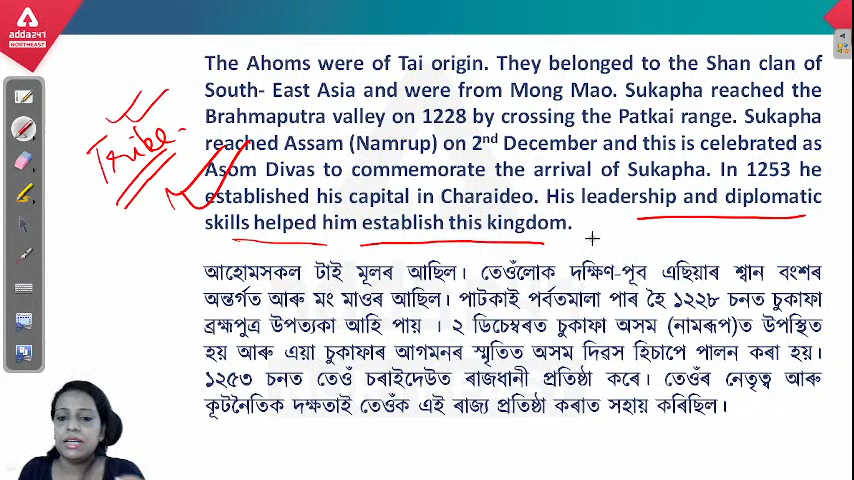 adda247
NORTHEAST
The Ahoms were of Tai origin. They belonged to the Shan clan of
South- East Asia and were from Mong Mao. Sukapha reached the
Brahmaputra valley on 1228 by crossing the Patkai range. Sukapha
reached Assam (Namrup) on 2nd December and this is celebrated as
Asom Divas to commemorate the arrival of Sukapha. In 1253 he
established his capital in Charaideo. His leadership and diplomatic
skills helped him establish this kingdom.
Tribe
আহোমসকল টাই মূলৰ আছিল। তেওঁলোক দক্ষিণ-পূব এছিয়াৰ শ্বান বংশৰ
অন্তৰ্গত আৰু মং মাওৰ আছিল। পাটকাই পৰ্বতমালা পাৰ হৈ ১২২৮ চনত চুকাফা
ব্ৰহ্মপুত্ৰ উপত্যকা আহি পায় । ২ ডিচেম্বৰত চুকাফা অসম (নামৰূপ)ত উপস্থিত
হয় আৰু এয়া চুকাফাৰ আগমনৰ স্মৃতিত অসম দিৱস হিচাপে পালন কৰা হয়।
১২৫৩ চনত তেওঁ চৰাইদেউত ৰাজধানী প্ৰতিষ্ঠা কৰে। তেওঁৰ নেতৃত্ব আৰু
কূটনৈতিক দক্ষতাই তেওঁক এই ৰাজ্য প্ৰতিষ্ঠা কৰাত সহায় কৰিছিল।